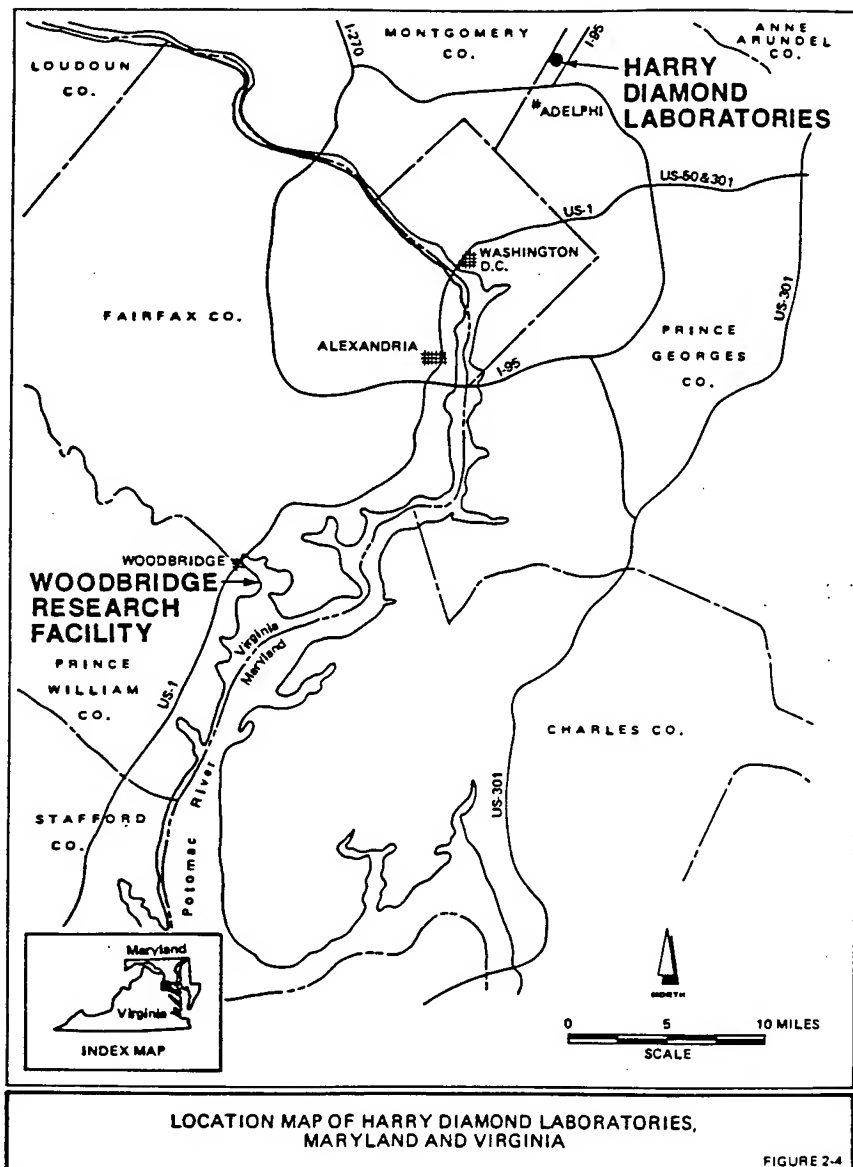 I-270
MONTGOMERY
CO.
I-95
ANNE
ARUNDEL
CO.
LOUDOUN
CO.
HARRY
DIAMOND
LABORATORIES
ADELPHI
US-50&301
US-1
WASHINGTON
D.C.
US-301
FAIRFAX CO.
PRINCE
GEORGES
CO.
ALEXANDRIA
I-95
WOODBRIDGE
WOODBRIDGE
RESEARCH
FACILITY
Virginia
Maryland
PRINCE
WILLIAM
CO.
US-1
CHARLES CO.
US-301
STAFFORD
CO.
Potomac River
Maryland
Virginia
INDEX MAP
NORTH
0 5 10 MILES
SCALE
LOCATION MAP OF HARRY DIAMOND LABORATORIES,
MARYLAND AND VIRGINIA
FIGURE 2-4